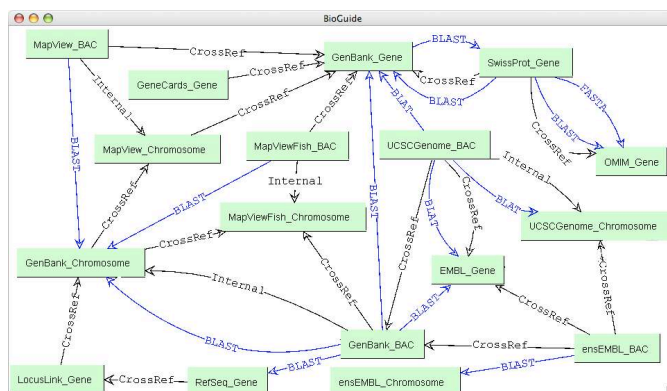 BioGuide
MapView_BAC
GenBank_Gene
BLAST
SwissProt_Gene
CrossRef
GeneCards_Gene
CrossRef
CrossRef
BLAST
BLAT
FASTA
Internal
CrossRef
CrossRef
BLAST
CrossRef
BLAST
MapView_Chromosome
MapViewFish_BAC
UCSCGenome_BAC
OMIM_Gene
BLAST
Internal
Internal
CrossRef
BLAST
BLAST
MapViewFish_Chromosome
CrossRef
BLAT
CrossRef
BLAT
UCSCGenome_Chromosome
CrossRef
GenBank_Chromosome
CrossRef
EMBL_Gene
Internal
CrossRef
CrossRef
CrossRef
BLAST
BLAST
GenBank_BAC
CrossRef
ensEMBL_BAC
LocusLink_Gene
CrossRef
RefSeq_Gene
BLAST
ensEMBL_Chromosome
BLAST